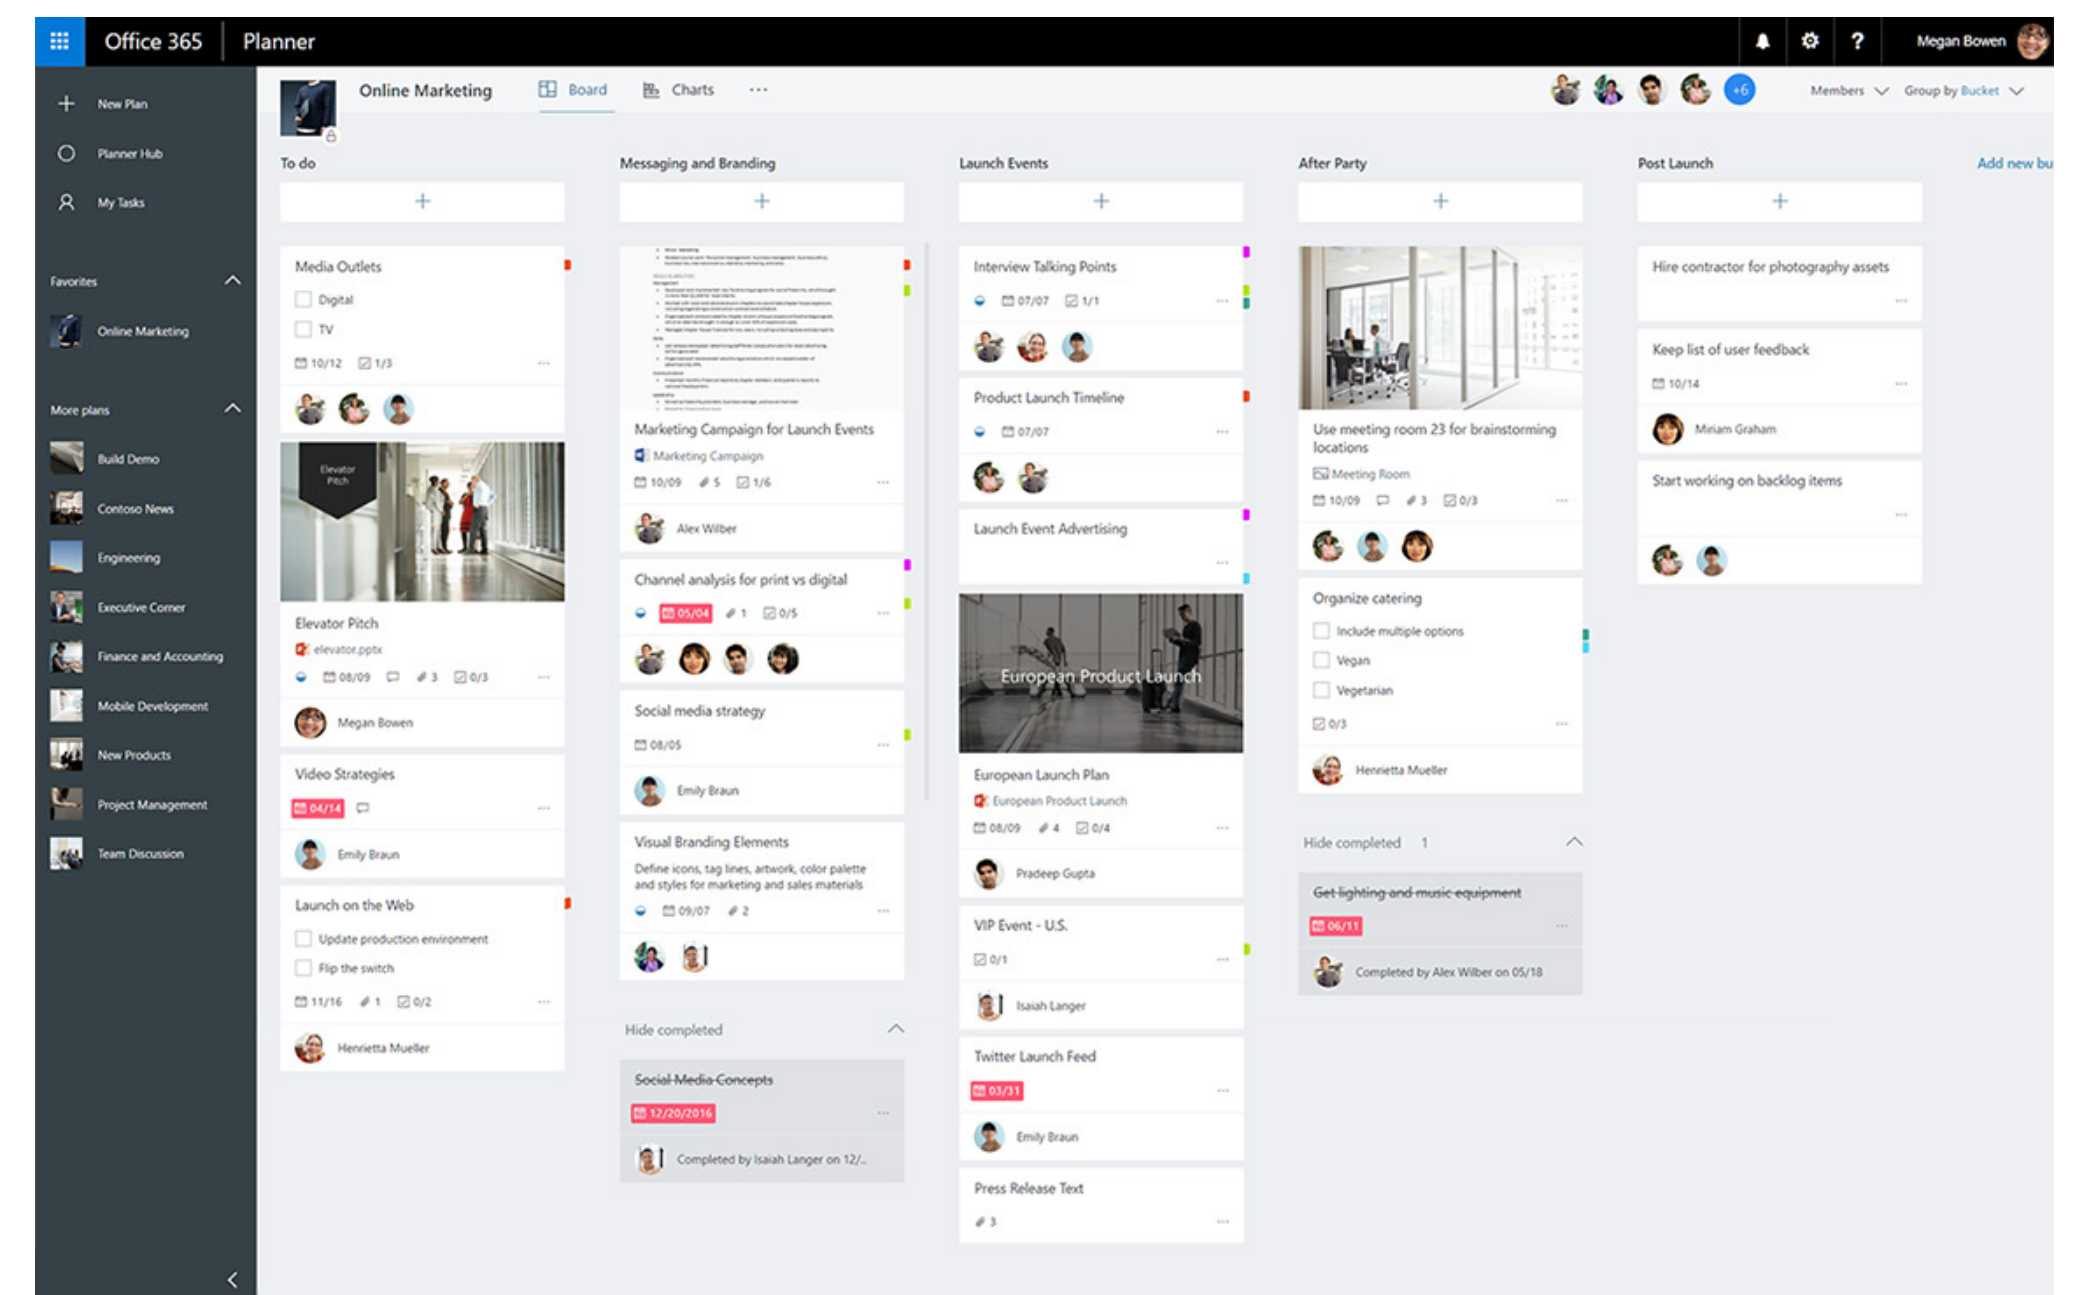 Office 365
Planner
Megan Bowen
New Plan
Planner Hub
My Tasks
Favorites
Online Marketing
More plans
Build Demo
Contoso News
Engineering
Executive Corner
Finance and Accounting
Mobile Development
New Products
Project Management
Team Discussion
Online Marketing
Board
Charts
+6
Members
Group by Bucket
To do
Media Outlets
Digital
TV
10/12 1/3
Elevator
Pitch
Elevator Pitch
elevator.pptx
08/09 3 0/3
Megan Bowen
Video Strategies
04/14
Emily Braun
Launch on the Web
Update production environment
Flip the switch
11/16 1 0/2
Henrietta Mueller
Messaging and Branding
Marketing Campaign for Launch Events
Marketing Campaign
10/09 5 1/6
Alex Wilber
Channel analysis for print vs digital
05/04 1 0/5
Social media strategy
08/05
Emily Braun
Visual Branding Elements
Define icons, tag lines, artwork, color palette
and styles for marketing and sales materials
09/07 2
Hide completed
Social Media Concepts
12/20/2016
Completed by Isaiah Langer on 12/..
Launch Events
Interview Talking Points
07/07 1/1
Product Launch Timeline
07/07
Launch Event Advertising
European Product Launch
European Launch Plan
European Product Launch
08/09 4 0/4
Pradeep Gupta
VIP Event - U.S.
0/1
Isaiah Langer
Twitter Launch Feed
03/31
Emily Braun
Press Release Text
3
After Party
Use meeting room 23 for brainstorming
locations
Meeting Room
10/09 3 0/3
Organize catering
Include multiple options
Vegan
Vegetarian
0/3
Henrietta Mueller
Hide completed 1
Get lighting and music equipment
06/11
Completed by Alex Wilber on 05/18
Post Launch
Hire contractor for photography assets
Keep list of user feedback
10/14
Miriam Graham
Start working on backlog items
Add new bu